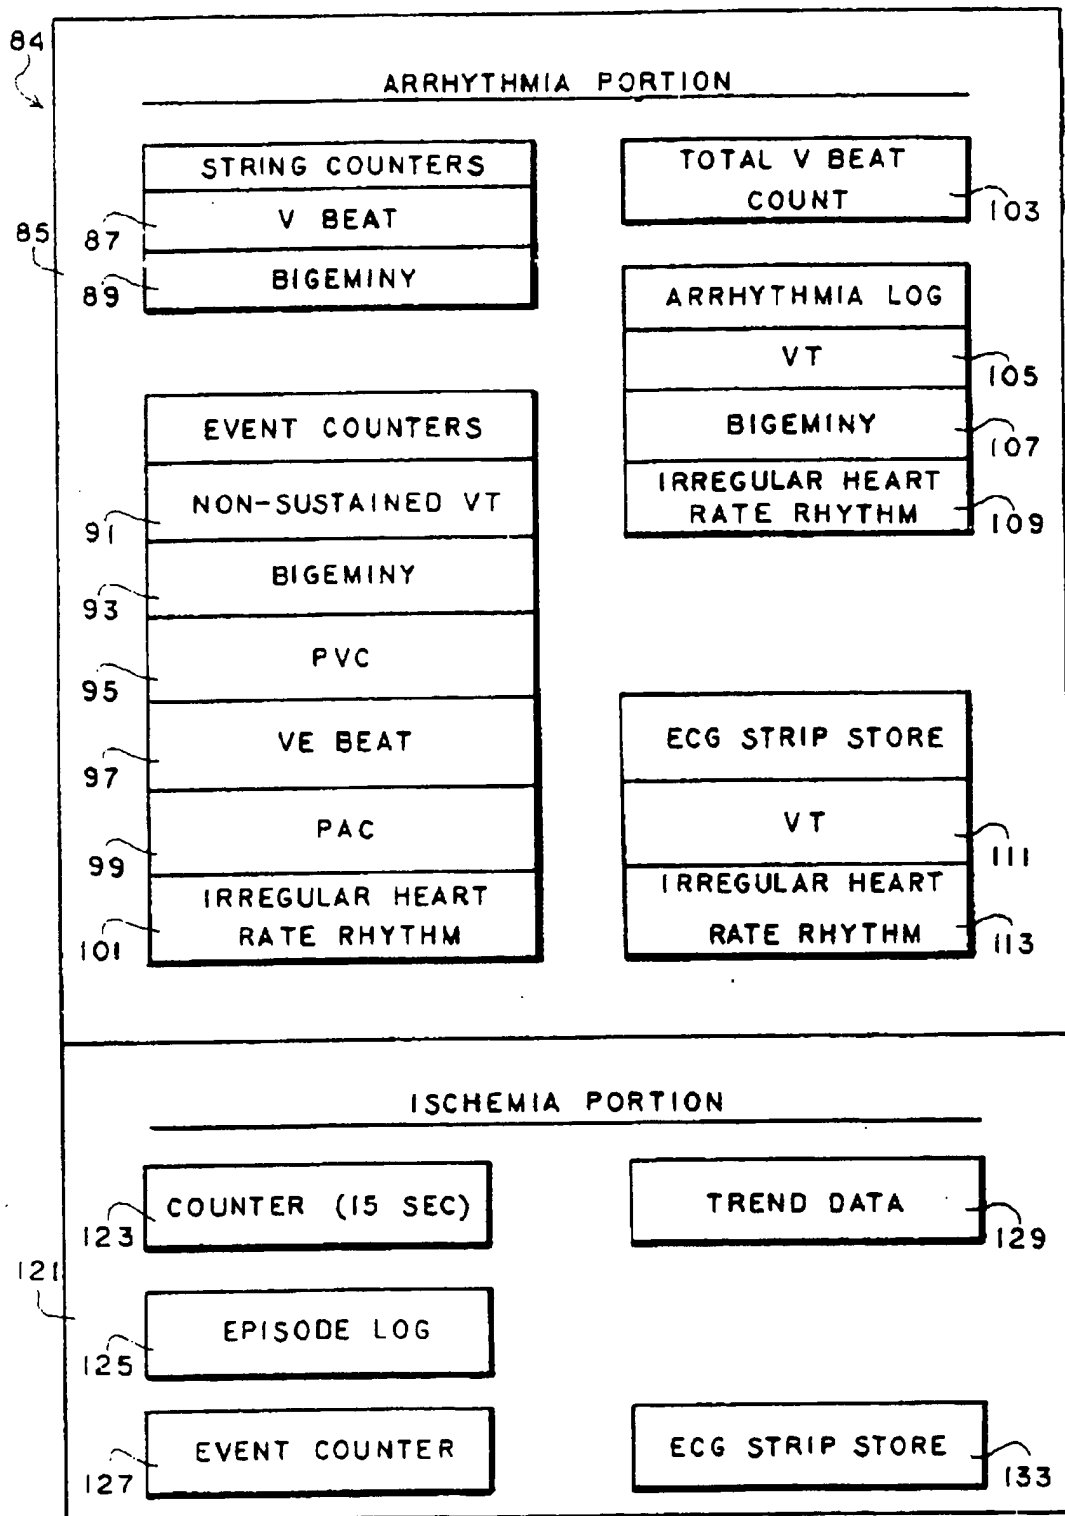 84
ARRHYTHMIA PORTION
STRING COUNTERS
V BEAT
87
85
BIGEMINY
89
TOTAL V BEAT
COUNT
103
ARRHYTHMIA LOG
VT
105
BIGEMINY
107
IRREGULAR HEART
RATE RHYTHM
109
EVENT COUNTERS
NON-SUSTAINED VT
91
BIGEMINY
93
PVC
95
VE BEAT
97
PAC
99
IRREGULAR HEART
RATE RHYTHM
101
ECG STRIP STORE
VT
111
IRREGULAR HEART
RATE RHYTHM
113
ISCHEMIA PORTION
COUNTER (15 SEC)
123
TREND DATA
129
121
EPISODE LOG
125
EVENT COUNTER
127
ECG STRIP STORE
133